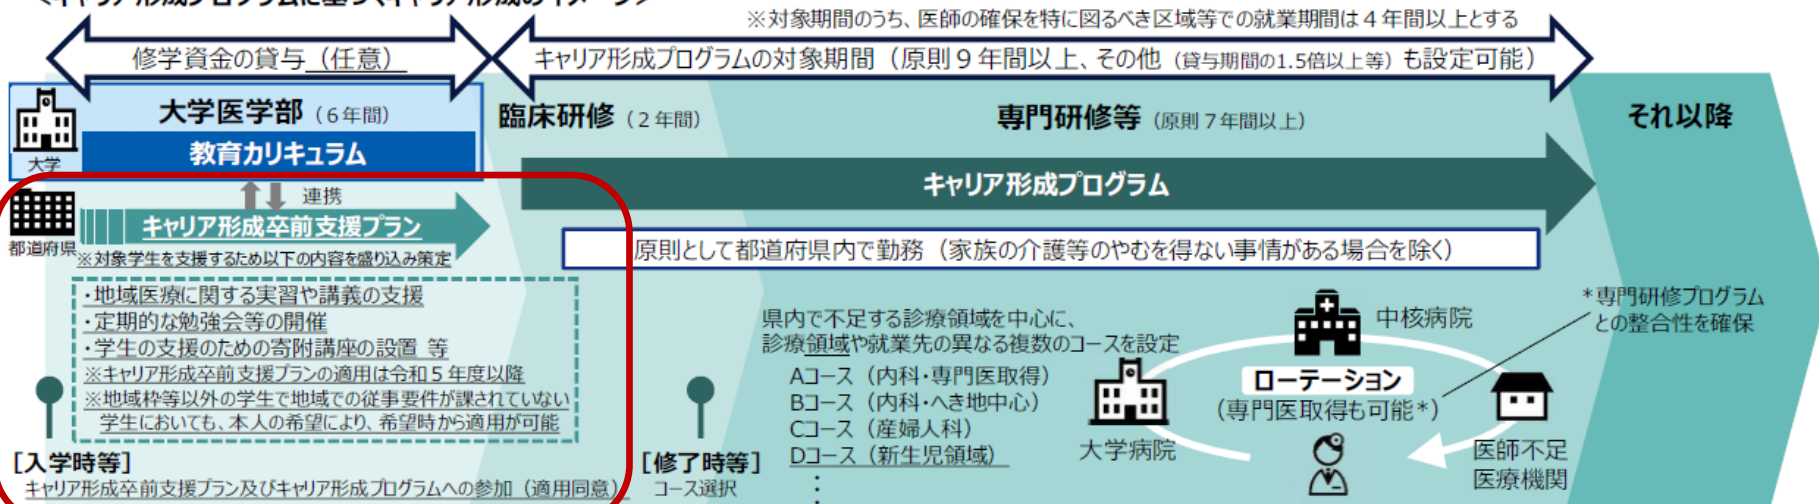 <キャリア形成プログラムに基づくキャリア形成のイメージ>
※対象期間のうち、医師の確保を特に図るべき区域等での就業期間は4年間以上とする
修学資金の貸与（任意）
キャリア形成プログラムの対象期間（原則9年間以上、その他（貸与期間の1.5倍以上等）も設定可能）
大学医学部（6年間）
臨床研修（2年間）
専門研修等（原則7年間以上）
それ以降
教育カリキュラム
大学
連携
キャリア形成プログラム
キャリア形成卒前支援プラン
都道府県
※対象学生を支援するため以下の内容を盛り込み策定
原則として都道府県内で勤務（家族の介護等のやむを得ない事情がある場合を除く）
・地域医療に関する実習や講義の支援
・定期的な勉強会等の開催
・学生の支援のための寄附講座の設置 等
※キャリア形成卒前支援プランの適用は令和5年度以降
※地域枠等以外の学生で地域での従事要件が課されていない
学生においても、本人の希望により、希望時から適用が可能
[入学時等]
キャリア形成卒前支援プラン及びキャリア形成プログラムへの参加（適用同意）
[修了時等]
コース選択
県内で不足する診療領域を中心に、
診療領域や就業先の異なる複数のコースを設定
Aコース（内科・専門医取得）
Bコース（内科・へき地中心）
Cコース（産婦人科）
Dコース（新生児領域）
：
大学病院
中核病院
ローテーション
（専門医取得も可能*）
医師不足
医療機関
*専門研修プログラム
との整合性を確保